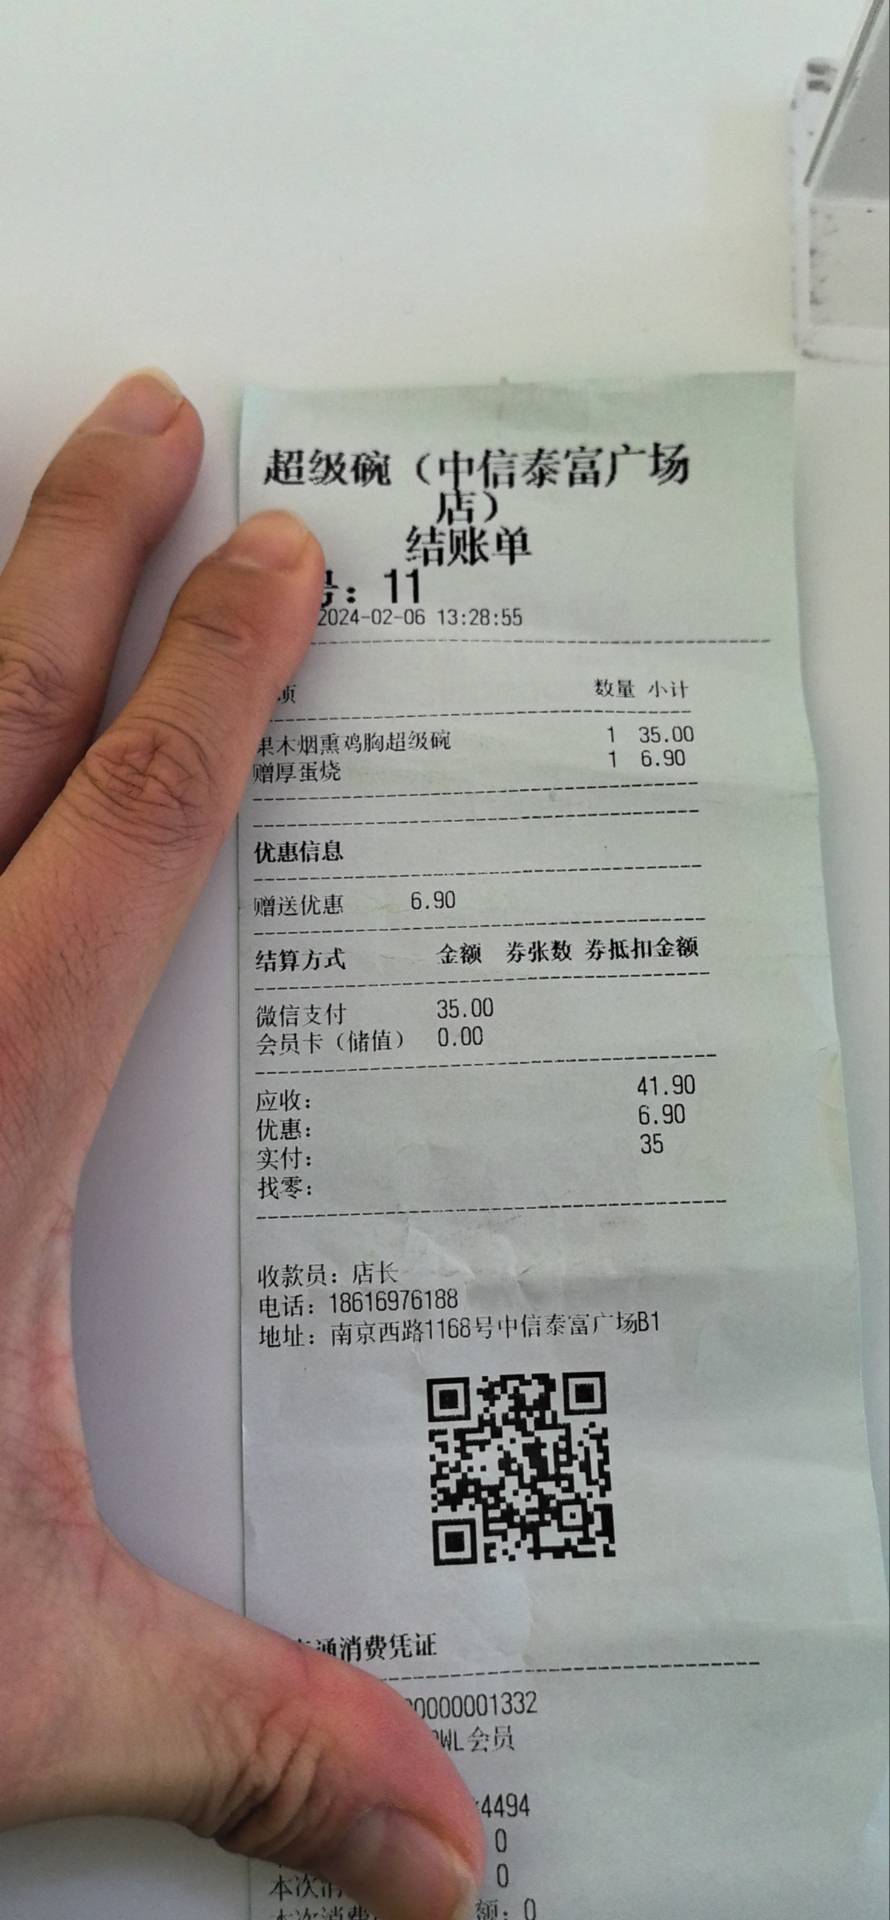 超级碗（中信泰富广场
店）
结账单
号：11
2024-02-06 13:28:55
项 数量 小计
果木烟熏鸡胸超级碗 1 35.00
赠厚蛋烧 1 6.90
优惠信息
赠送优惠 6.90
结算方式 金额 券张数 券抵扣金额
微信支付 35.00
会员卡（储值） 0.00
应收： 41.90
优惠： 6.90
实付： 35
找零：
收款员：店长
电话：18616976188
地址：南京西路1168号中信泰富广场B1
通消费凭证
0000001332
WL会员
4494
0
本次消 0
本次消费 额：0